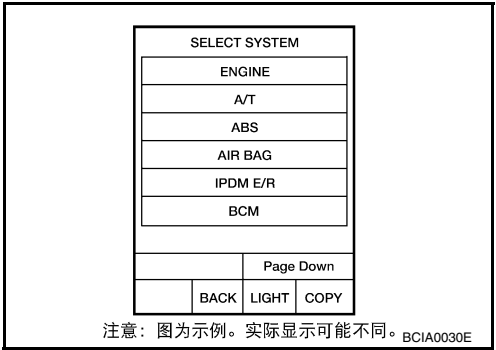 SELECT SYSTEM
ENGINE
A/T
ABS
AIR BAG
IPDM E/R
BCM
Page Down
BACK LIGHT COPY
注意：图为示例。实际显示可能不同。 BCIA0030E